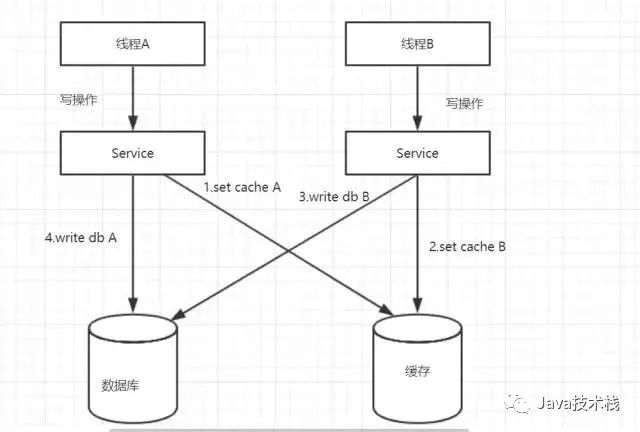 线程A
线程B
写操作
写操作
Service
Service
1.set cache A
3.write db B
4.write db A
2.set cache B
数据库
缓存
Java技术栈